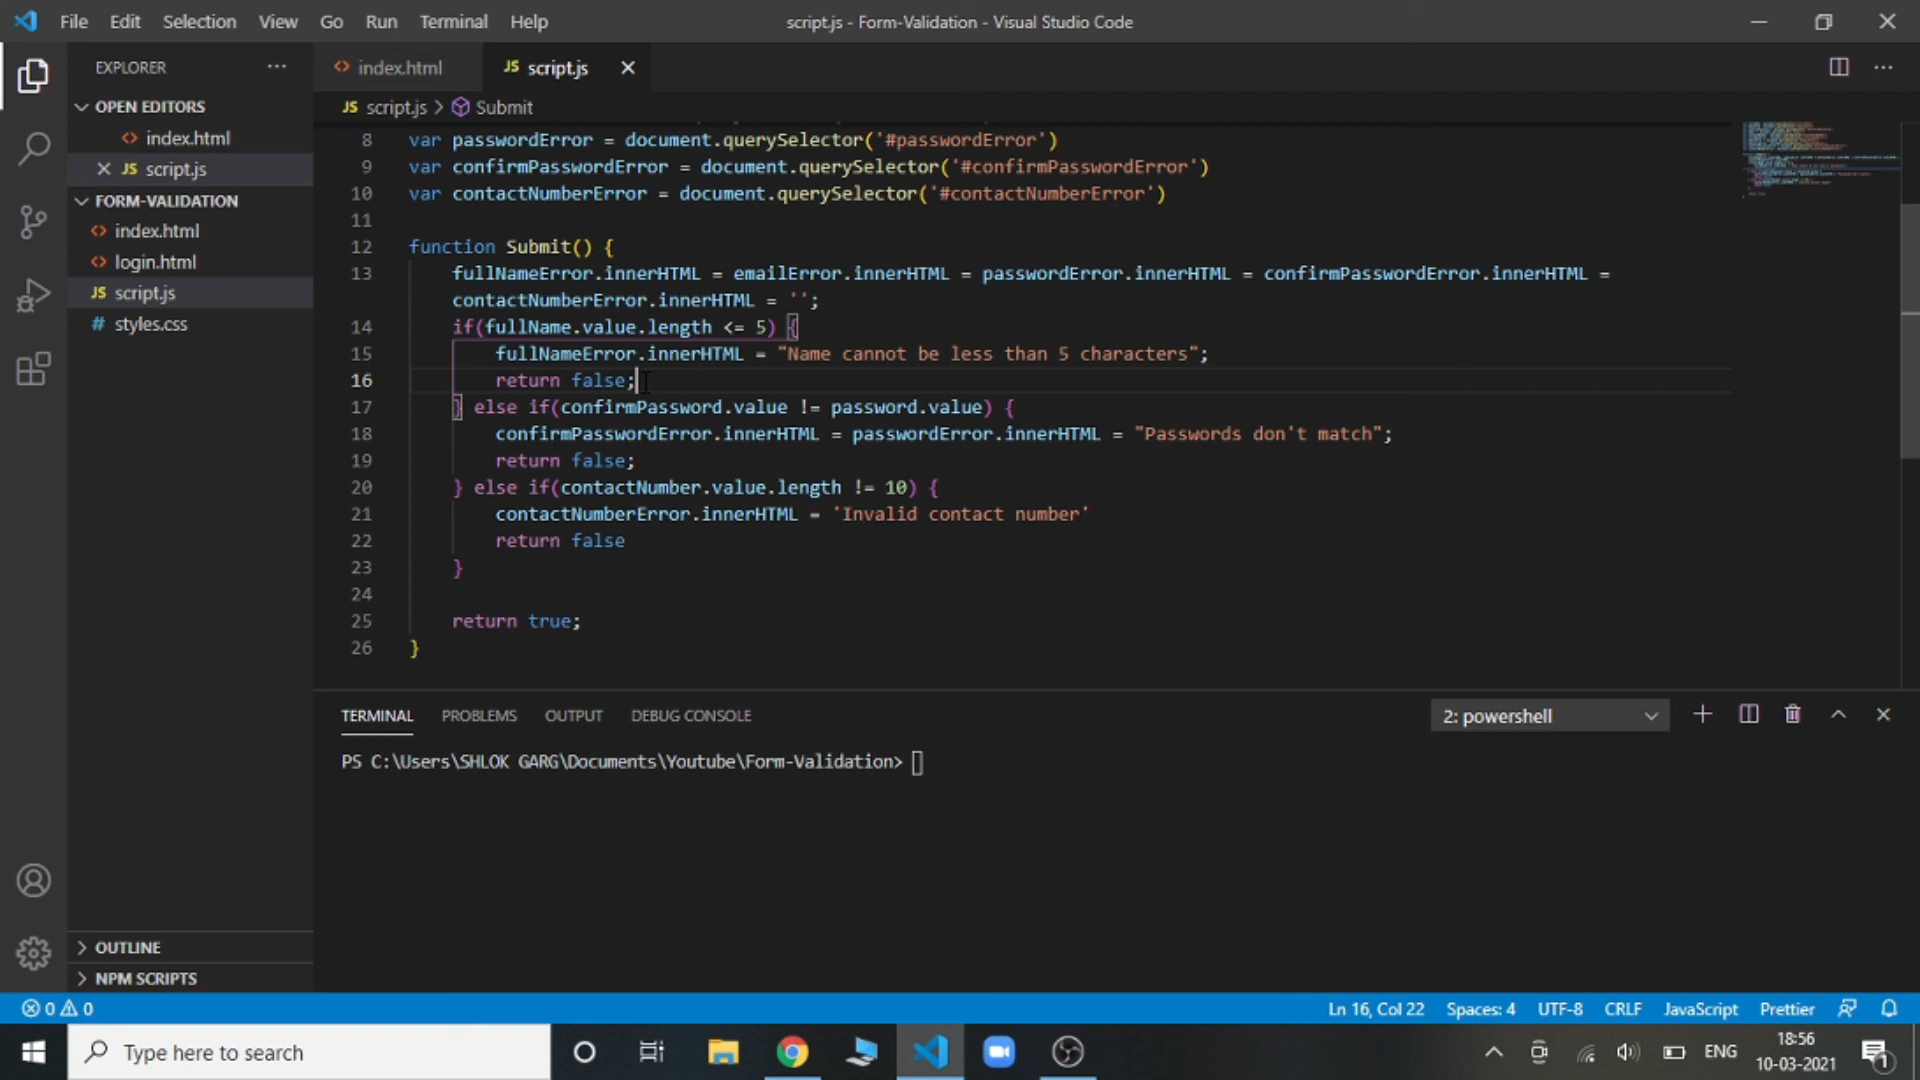 File Edit Selection View Go Run Terminal Help
script.js - Form-Validation - Visual Studio Code
EXPLORER
index.html
JS script.js
OPEN EDITORS
index.html
JS script.js
FORM-VALIDATION
index.html
login.html
JS script.js
# styles.css
OUTLINE
NPM SCRIPTS
JS script.js > Submit
8 var passwordError = document.querySelector('#passwordError')
9 var confirmPasswordError = document.querySelector('#confirmPasswordError')
10 var contactNumberError = document.querySelector('#contactNumberError')
11
12 function Submit() {
13 fullNameError.innerHTML = emailError.innerHTML = passwordError.innerHTML = confirmPasswordError.innerHTML =
contactNumberError.innerHTML = '';
14 if(fullName.value.length <= 5) {
15 fullNameError.innerHTML = "Name cannot be less than 5 characters";
16 return false;
17 } else if(confirmPassword.value != password.value) {
18 confirmPasswordError.innerHTML = passwordError.innerHTML = "Passwords don't match";
19 return false;
20 } else if(contactNumber.value.length != 10) {
21 contactNumberError.innerHTML = 'Invalid contact number'
22 return false
23 }
24
25 return true;
26 }
TERMINAL PROBLEMS OUTPUT DEBUG CONSOLE
2: powershell
PS C:\Users\SHLOK GARG\Documents\Youtube\Form-Validation>
0 0
Ln 16, Col 22 Spaces: 4 UTF-8 CRLF JavaScript Prettier
Type here to search
ENG
18:56
10-03-2021
1